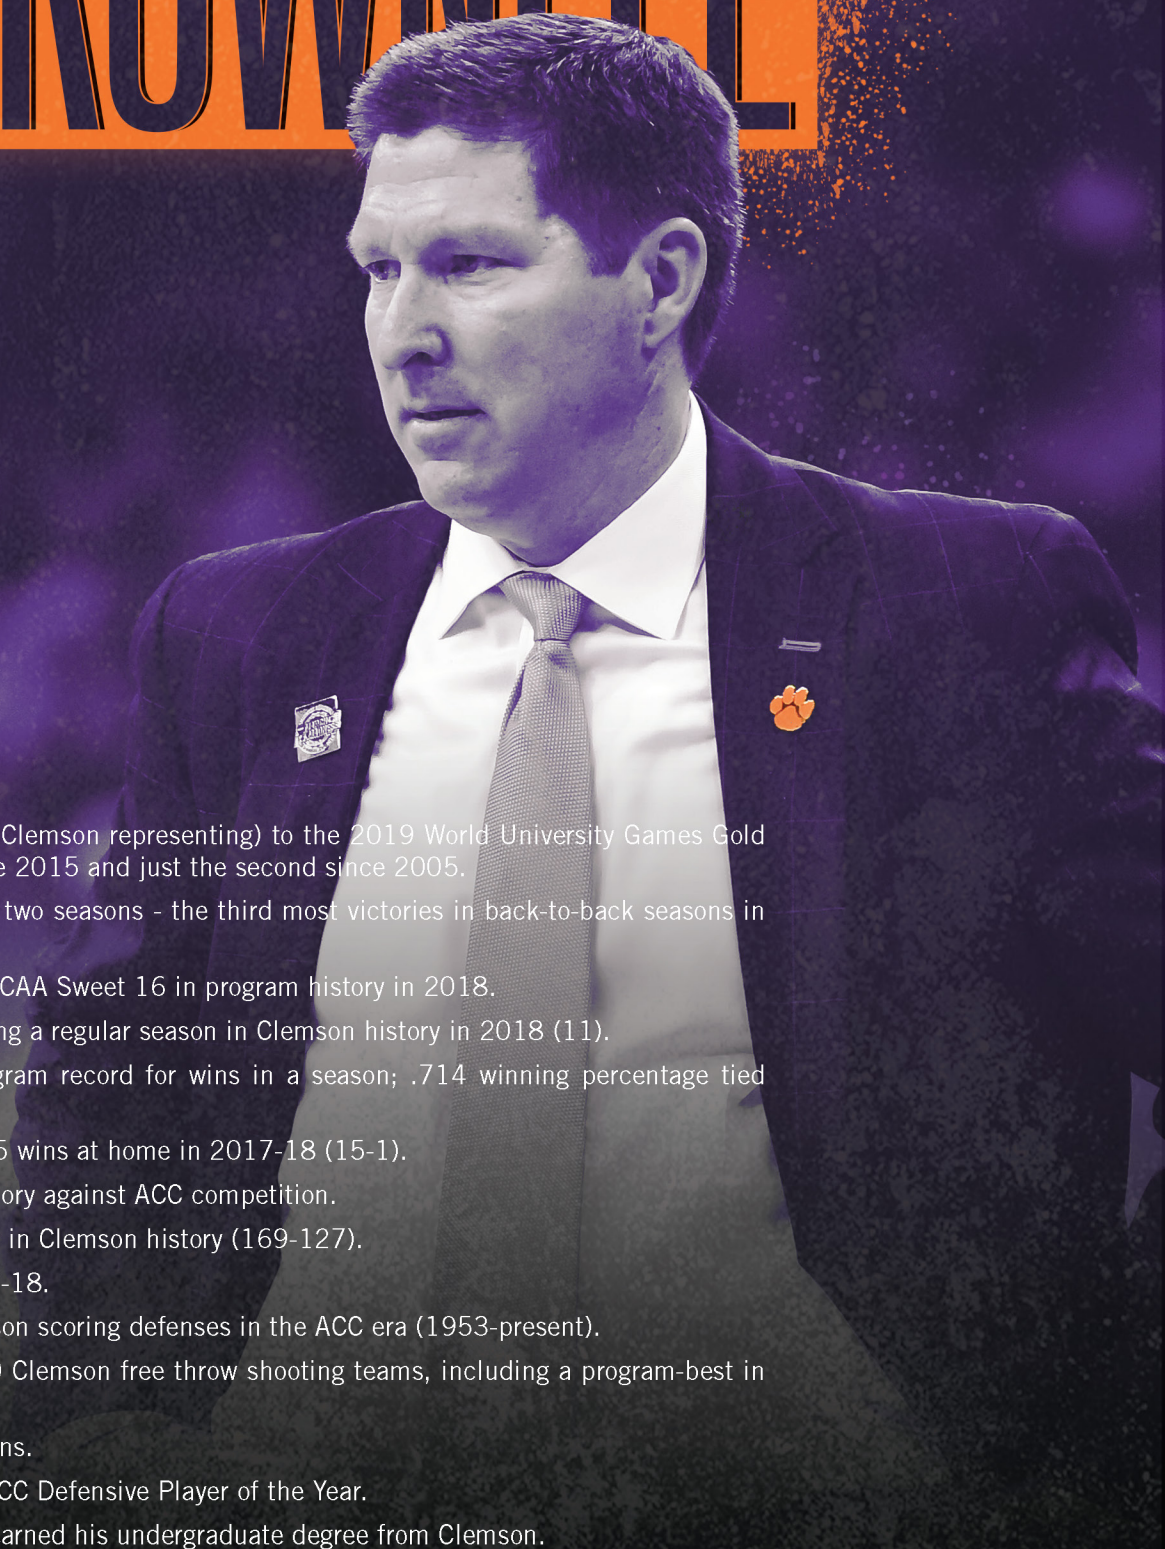 ROWNELL
Clemson representing) to the 2019 World University Games Gold
2015 and just the second since 2005.
two seasons - the third most victories in back-to-back seasons in
CAA Sweet 16 in program history in 2018.
ng a regular season in Clemson history in 2018 (11).
gram record for wins in a season; .714 winning percentage tied
wins at home in 2017-18 (15-1).
ory against ACC competition.
in Clemson history (169-127).
-18.
on scoring defenses in the ACC era (1953-present).
Clemson free throw shooting teams, including a program-best in
ns.
CC Defensive Player of the Year.
arned his undergraduate degree from Clemson.